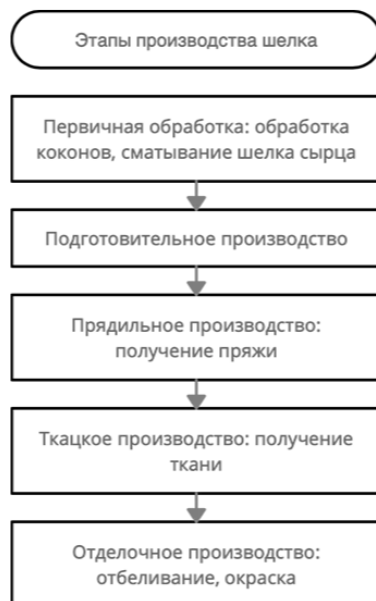 Этапы производства шелка
Первичная обработка: обработка
коконов, сматывание шелка сырца
Подготовительное производство
Прядильное производство:
получение пряжи
Ткацкое производство: получение
ткани
Отделочное производство:
отбеливание, окраска